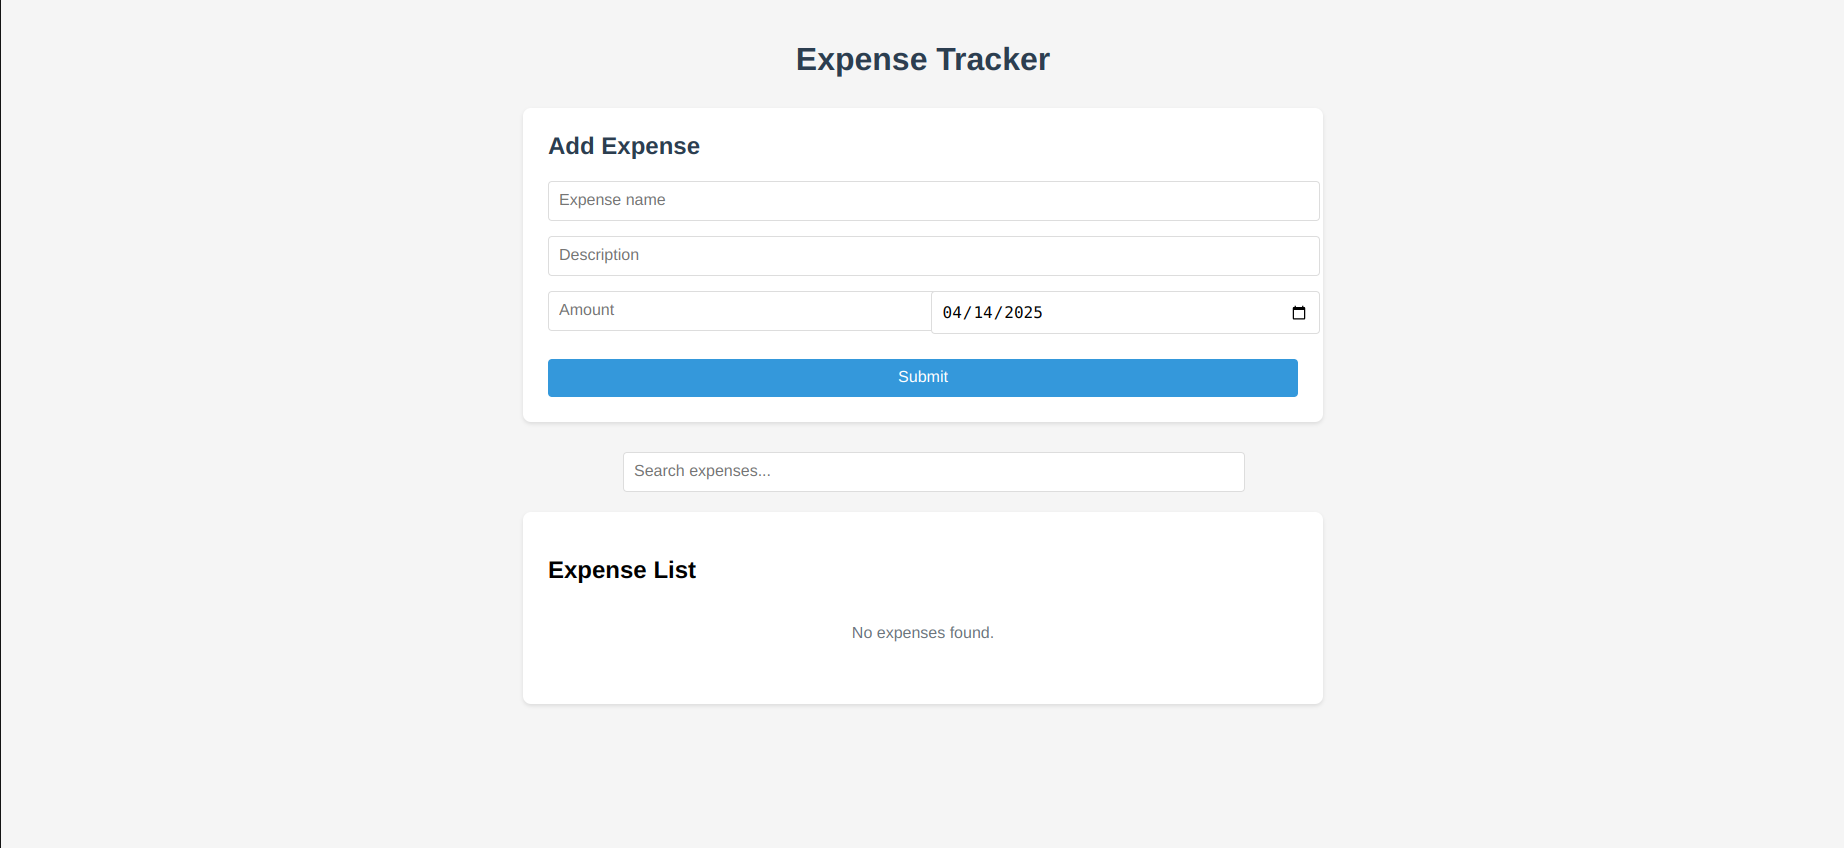 Expense Tracker
Add Expense
Expense name
Description
Amount
04/14/2025
Submit
Search expenses...
Expense List
No expenses found.